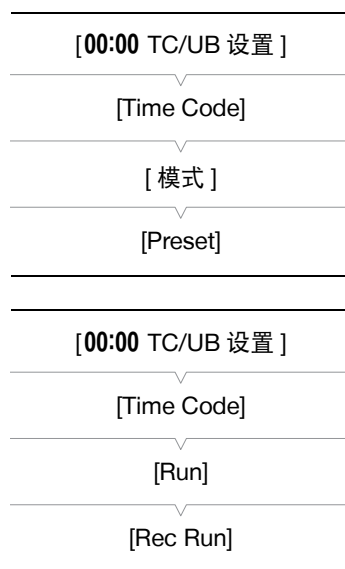 [00:00 TC/UB 设置 ]
[Time Code]
[ 模式 ]
[Preset]
[00:00 TC/UB 设置 ]
[Time Code]
[Run]
[Rec Run]